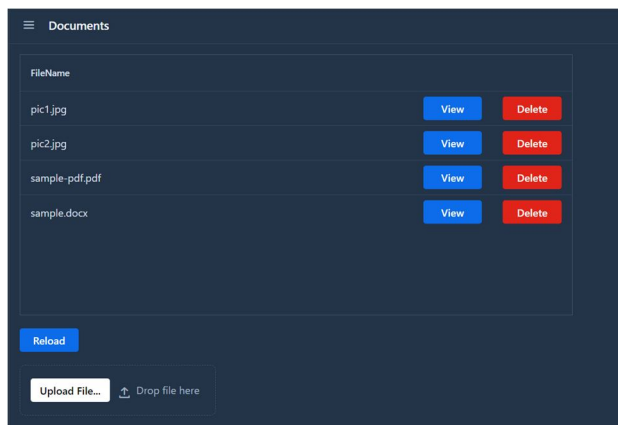 Documents
FileName
pic1.jpg View Delete
pic2.jpg View Delete
sample-pdf.pdf View Delete
sample.docx View Delete
Reload
Upload File... Drop file here